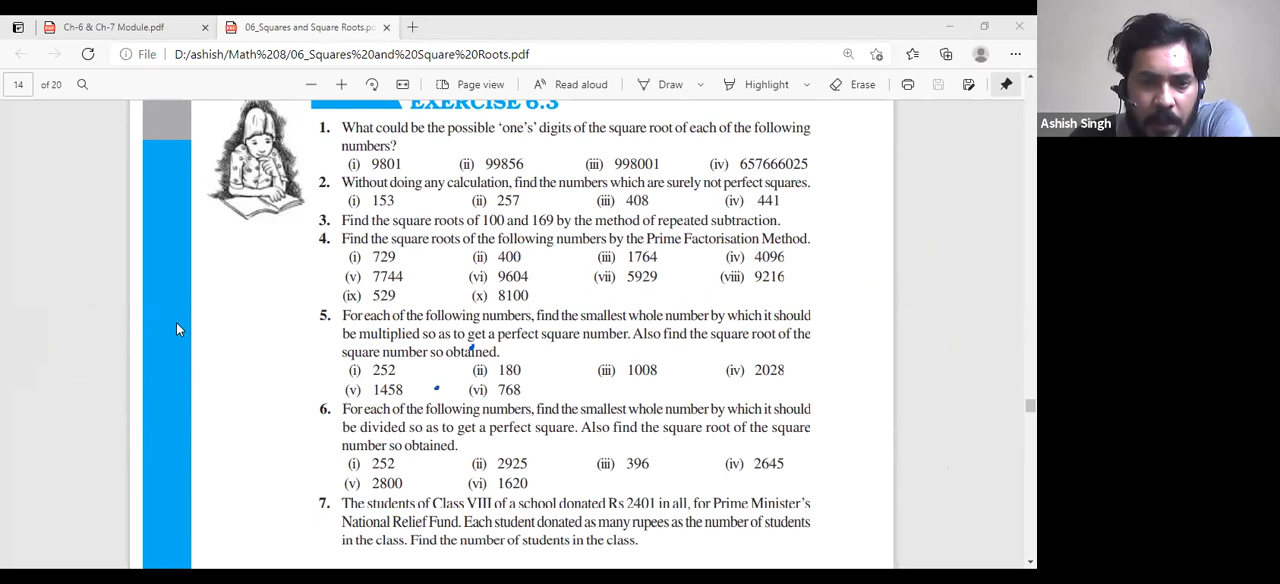 Ch-6 & Ch-7 Module.pdf
06_Squares and Square Roots.po
File D:/ashish/Math%208/06_Squares%20and%20Square%20Roots.pdf
14 of 20
Page view
Read aloud
Draw
Highlight
Erase
Ashish Singh
EXERCISE 6.3
1. What could be the possible ‘one’s’ digits of the square root of each of the following
numbers?
(i) 9801 (ii) 99856 (iii) 998001 (iv) 657666025
2. Without doing any calculation, find the numbers which are surely not perfect squares.
(i) 153 (ii) 257 (iii) 408 (iv) 441
3. Find the square roots of 100 and 169 by the method of repeated subtraction.
4. Find the square roots of the following numbers by the Prime Factorisation Method.
(i) 729 (ii) 400 (iii) 1764 (iv) 4096
(v) 7744 (vi) 9604 (vii) 5929 (viii) 9216
(ix) 529 (x) 8100
5. For each of the following numbers, find the smallest whole number by which it should
be multiplied so as to get a perfect square number. Also find the square root of the
square number so obtained.
(i) 252 (ii) 180 (iii) 1008 (iv) 2028
(v) 1458 (vi) 768
6. For each of the following numbers, find the smallest whole number by which it should
be divided so as to get a perfect square. Also find the square root of the square
number so obtained.
(i) 252 (ii) 2925 (iii) 396 (iv) 2645
(v) 2800 (vi) 1620
7. The students of Class VIII of a school donated Rs 2401 in all, for Prime Minister’s
National Relief Fund. Each student donated as many rupees as the number of students
in the class. Find the number of students in the class.